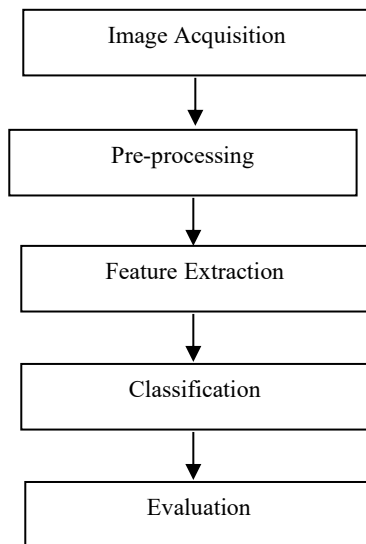 Image Acquisition
Pre-processing
Feature Extraction
Classification
Evaluation